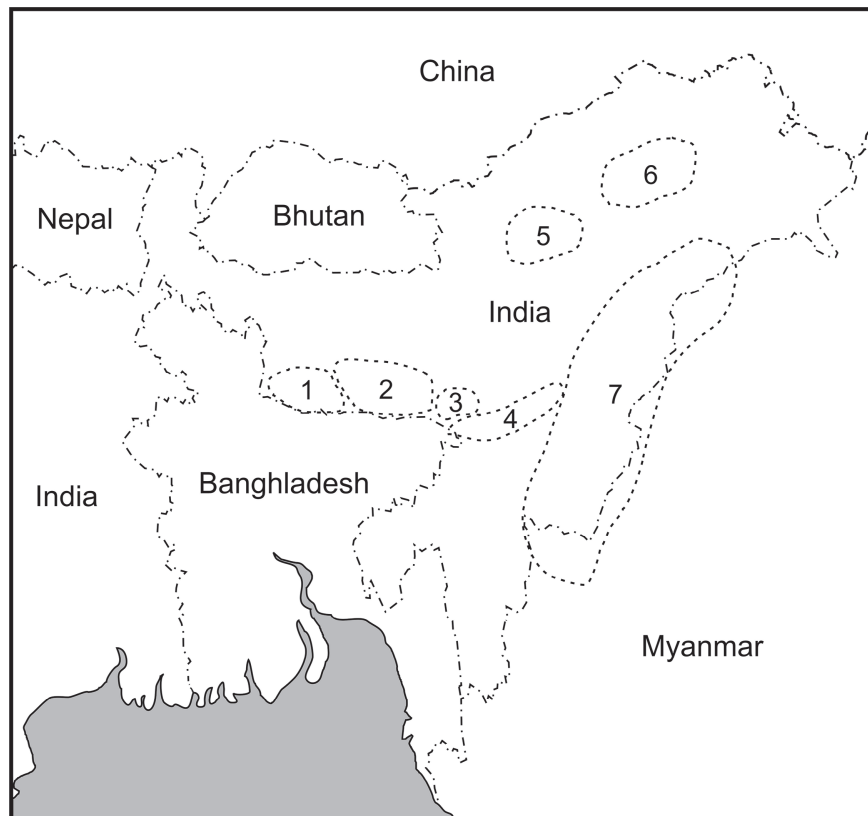 China
Nepal
Bhutan
6
5
India
1
2
3
4
7
India
Banghladesh
Myanmar